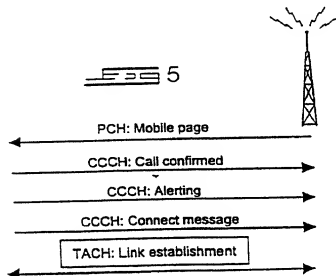 5
PCH: Mobile page
CCCH: Call confirmed
CCCH: Alerting
CCCH: Connect message
TACH: Link establishment